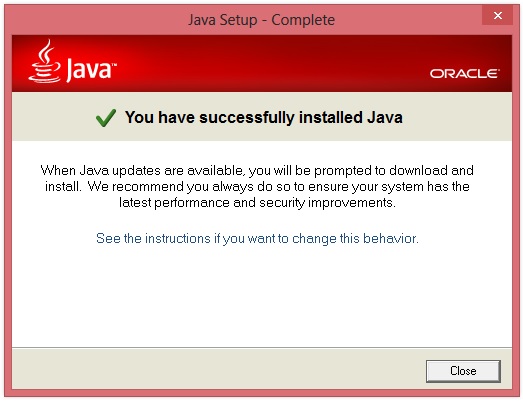 Java Setup - Complete
Java™
ORACLE®
You have successfully installed Java
When Java updates are available, you will be prompted to download and
install. We recommend you always do so to ensure your system has the
latest performance and security improvements.
See the instructions if you want to change this behavior.
Close